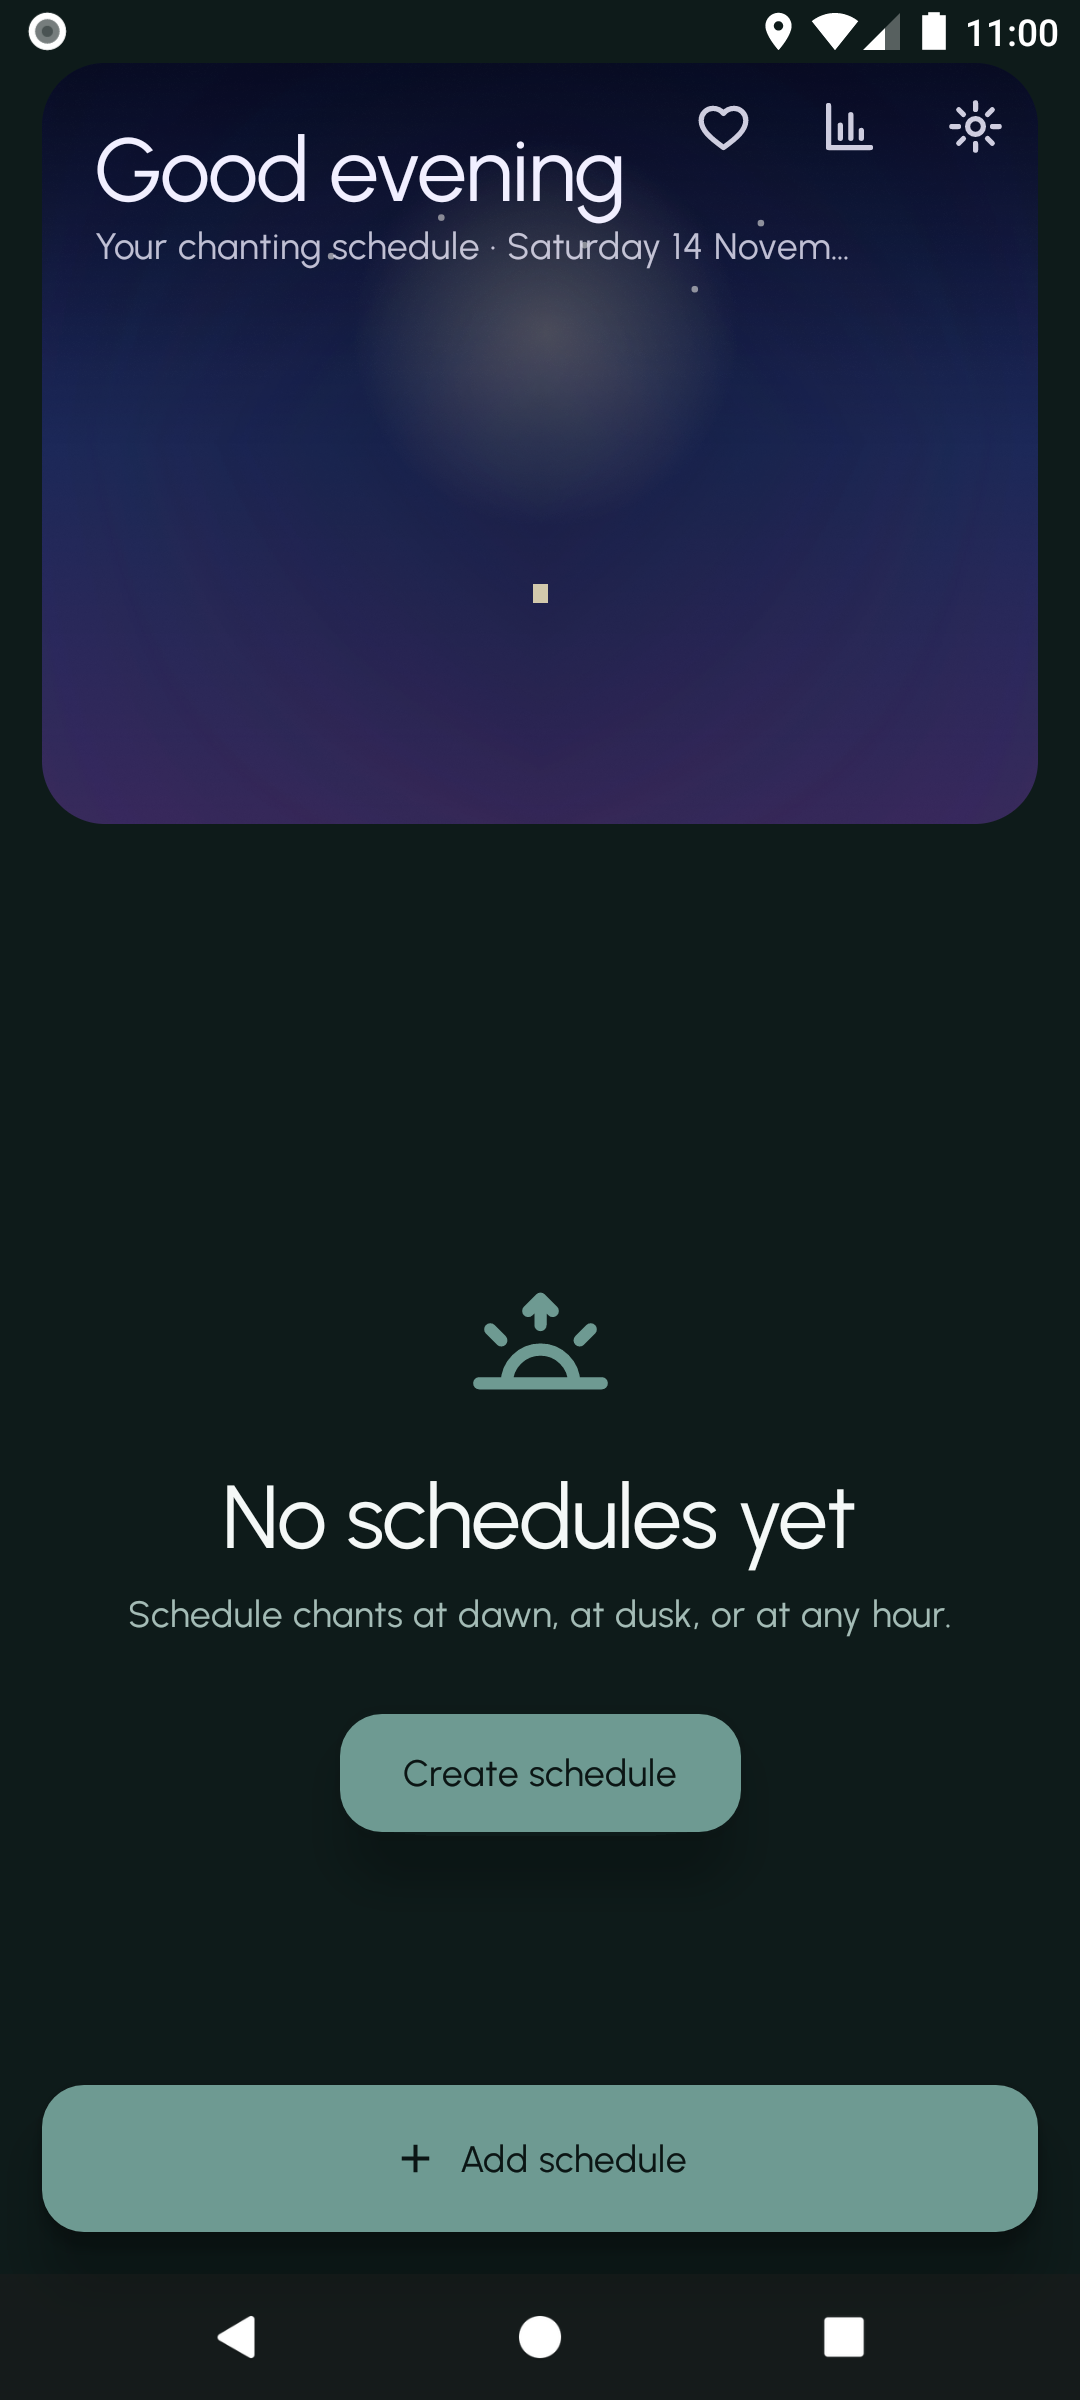 11:00
Good evening
Your chanting schedule · Saturday 14 Novem...
No schedules yet
Schedule chants at dawn, at dusk, or at any hour.
Create schedule
+ Add schedule